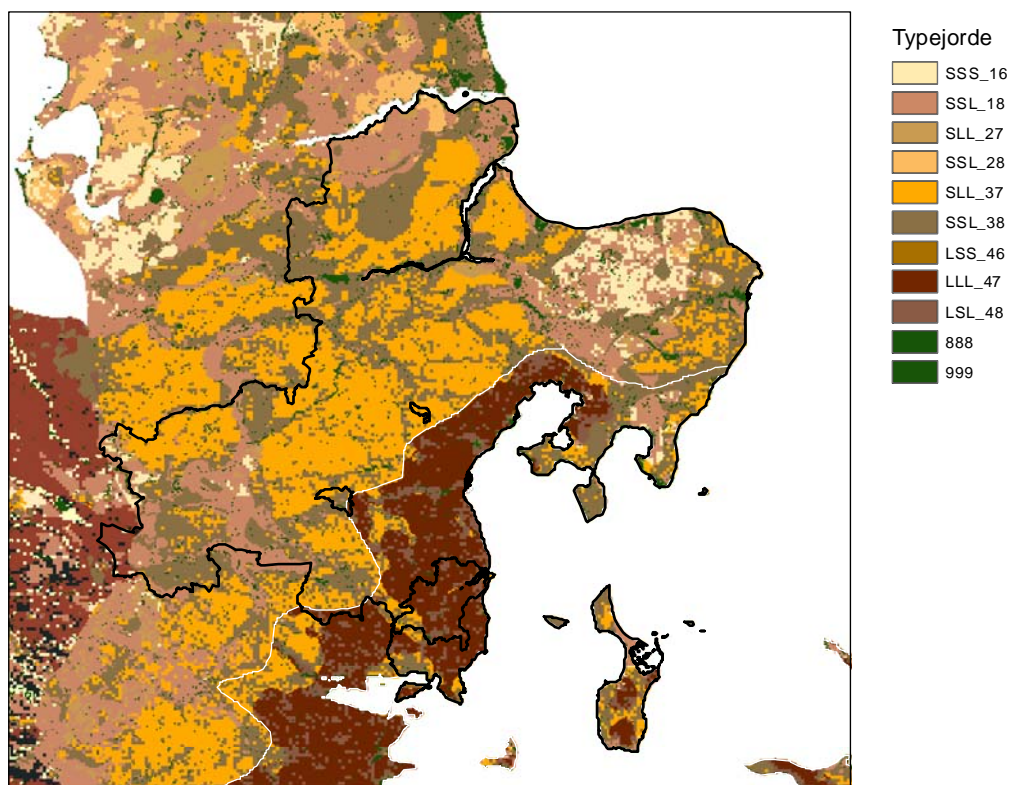 Typejorde
SSS_16
SSL_18
SLL_27
SSL_28
SLL_37
SSL_38
LSS_46
LLL_47
LSL_48
888
999